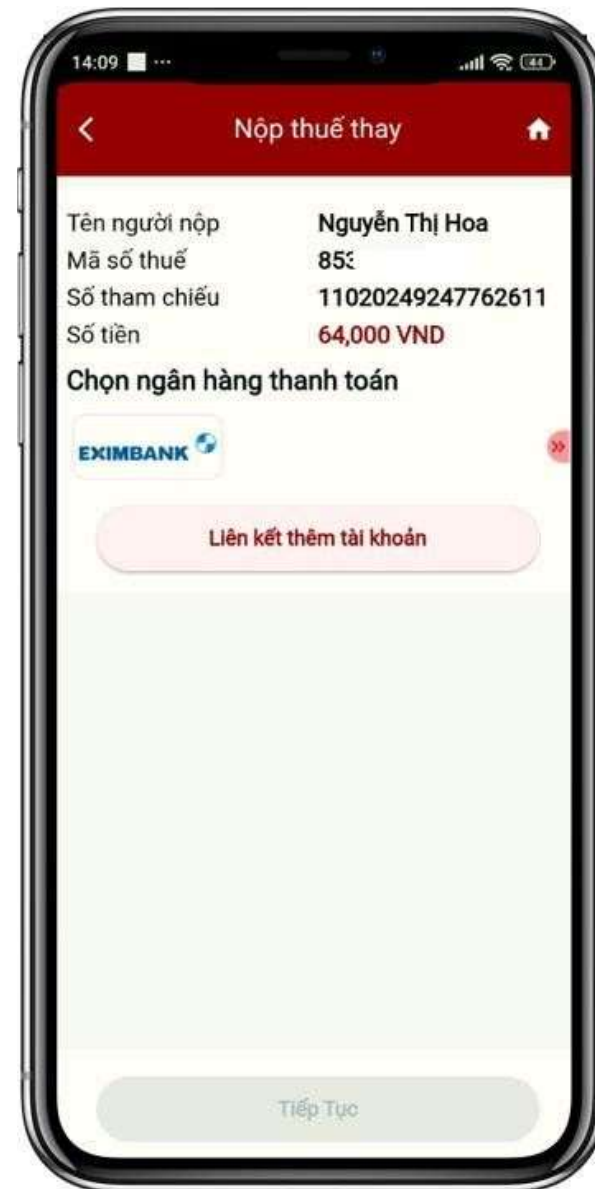 14:09
Nộp thuế thay
Tên người nộp Nguyễn Thị Hoa
Mã số thuế 853
Số tham chiếu 11020249247762611
Số tiền 64,000 VND
Chọn ngân hàng thanh toán
EXIMBANK
Liên kết thêm tài khoản
Tiếp Tục